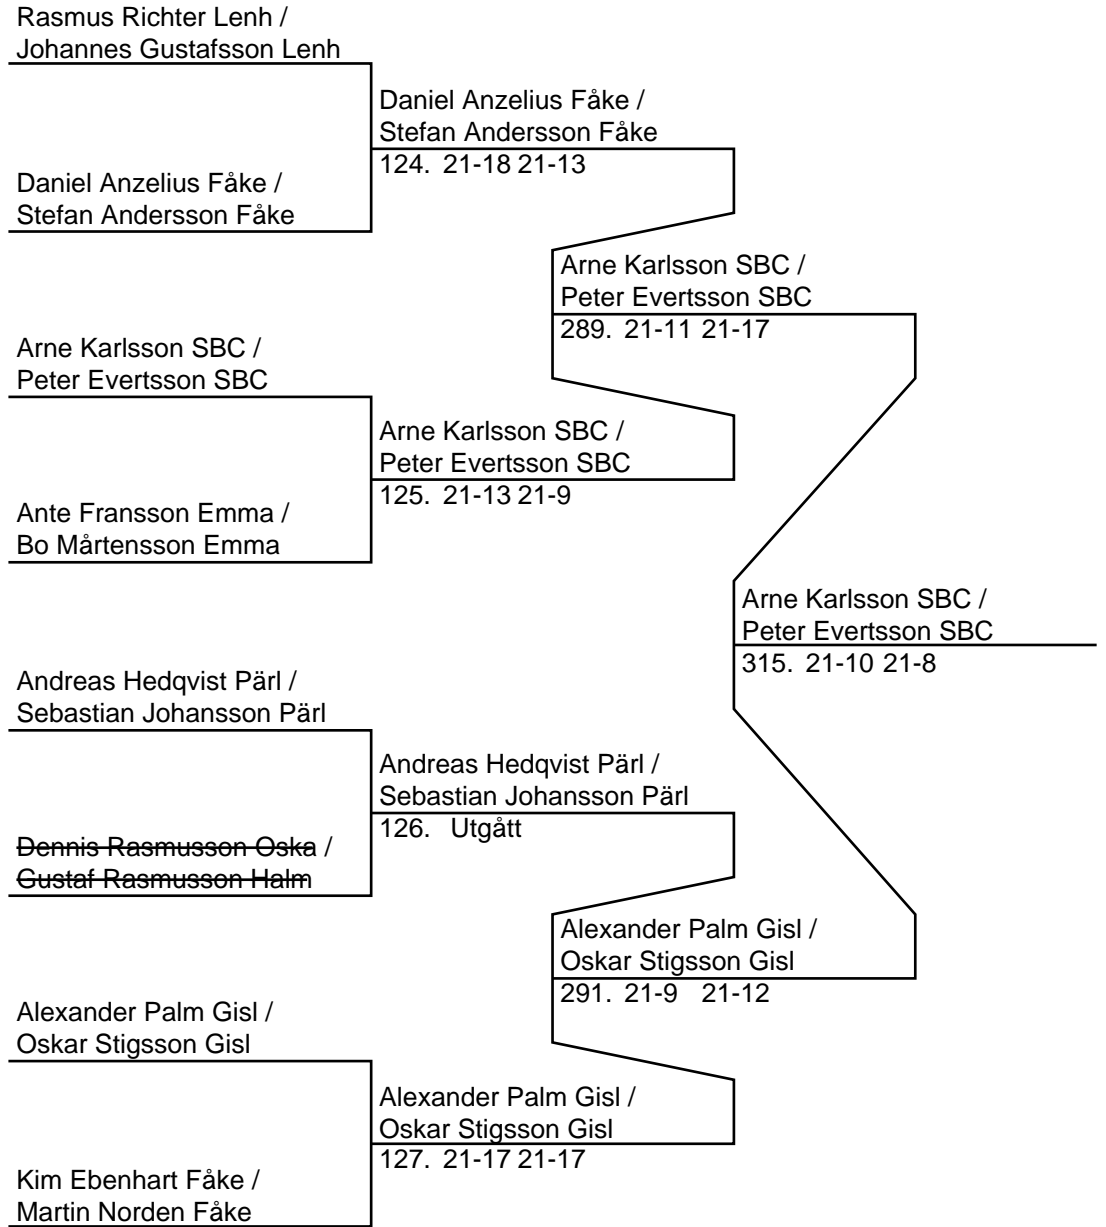 Rasmus Richter Lenh /
Johannes Gustafsson Lenh
Daniel Anzelius Fåke /
Stefan Andersson Fåke
124. 21-18 21-13
Daniel Anzelius Fåke /
Stefan Andersson Fåke
Arne Karlsson SBC /
Peter Evertsson SBC
289. 21-11 21-17
Arne Karlsson SBC /
Peter Evertsson SBC
Arne Karlsson SBC /
Peter Evertsson SBC
125. 21-13 21-9
Ante Fransson Emma /
Bo Mårtensson Emma
Arne Karlsson SBC /
Peter Evertsson SBC
315. 21-10 21-8
Andreas Hedqvist Pärl /
Sebastian Johansson Pärl
Andreas Hedqvist Pärl /
Sebastian Johansson Pärl
126. Utgått
Dennis Rasmusson Oska /
Gustaf Rasmusson Halm
Alexander Palm Gisl /
Oskar Stigsson Gisl
291. 21-9 21-12
Alexander Palm Gisl /
Oskar Stigsson Gisl
Alexander Palm Gisl /
Oskar Stigsson Gisl
127. 21-17 21-17
Kim Ebenhart Fåke /
Martin Norden Fåke